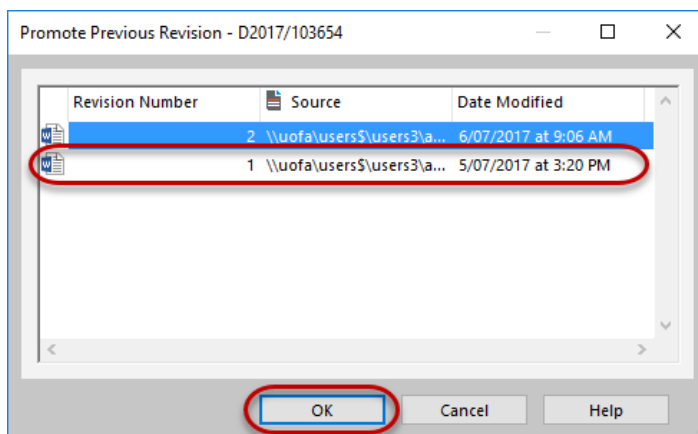 Promote Previous Revision - D2017/103654
Revision Number Source Date Modified
2 \\uofa\users$\users3\a... 6/07/2017 at 9:06 AM
1 \\uofa\users$\users3\a... 5/07/2017 at 3:20 PM
OK Cancel Help